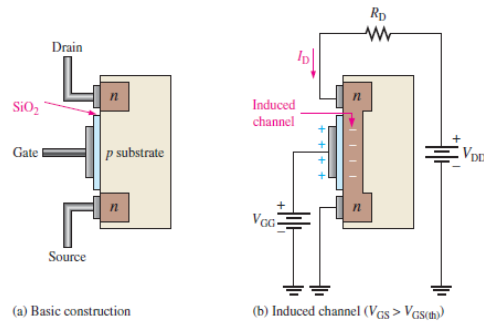 Drain
SiO2
n
Gate
p substrate
n
Source
(a) Basic construction
RD
ID
n
Induced
channel
+
+
+
+
−
−
−
−
+
VDD
−
+
VGG
−
n
(b) Induced channel (VGS > VGS(th))